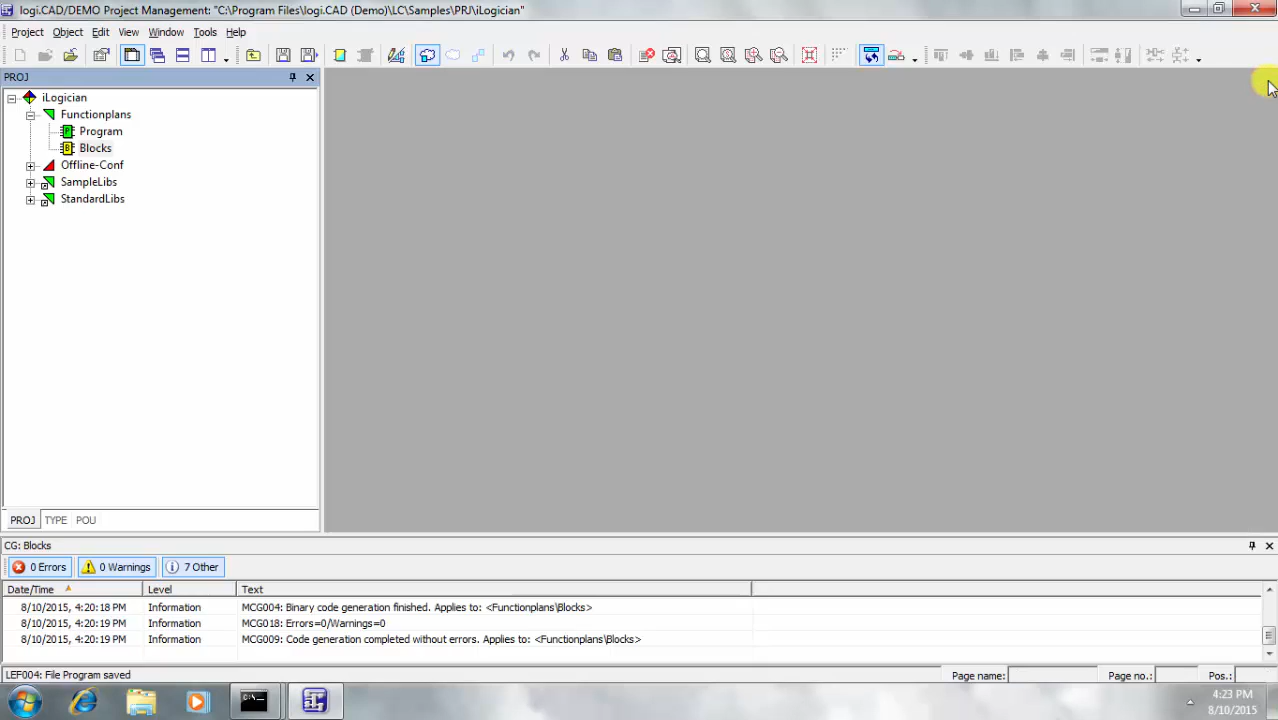 logi.CAD/DEMO Project Management: "C:\Program Files\logi.CAD (Demo)\LC\Samples\PRJ\iLogician"
Project Object Edit View Window Tools Help
PROJ
iLogician
Functionplans
P Program
B Blocks
Offline-Conf
SampleLibs
StandardLibs
PROJ TYPE POU
CG: Blocks
0 Errors 0 Warnings 7 Other
Date/Time Level Text
8/10/2015, 4:20:18 PM Information MCG004: Binary code generation finished. Applies to: <Functionplans\Blocks>
8/10/2015, 4:20:19 PM Information MCG018: Errors=0/Warnings=0
8/10/2015, 4:20:19 PM Information MCG009: Code generation completed without errors. Applies to: <Functionplans\Blocks>
LEF004: File Program saved Page name: Page no.: Pos.:
C:\
4:23 PM
8/10/2015